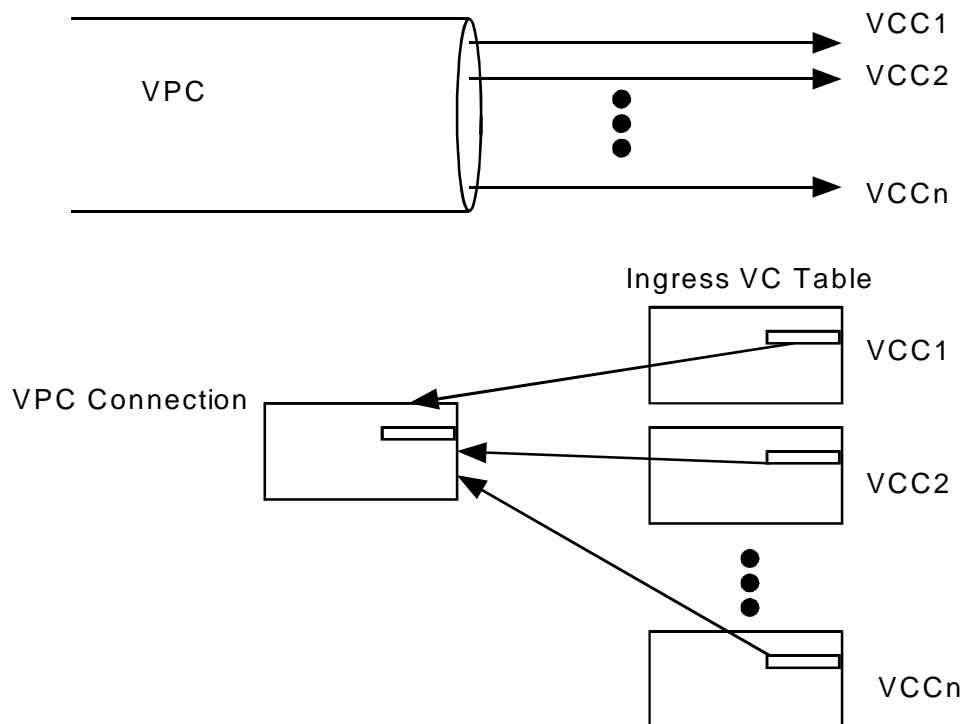 VCC1
VPC
VCC2
VCCn
Ingress VC Table
VCC1
VPC Connection
VCC2
VCCn